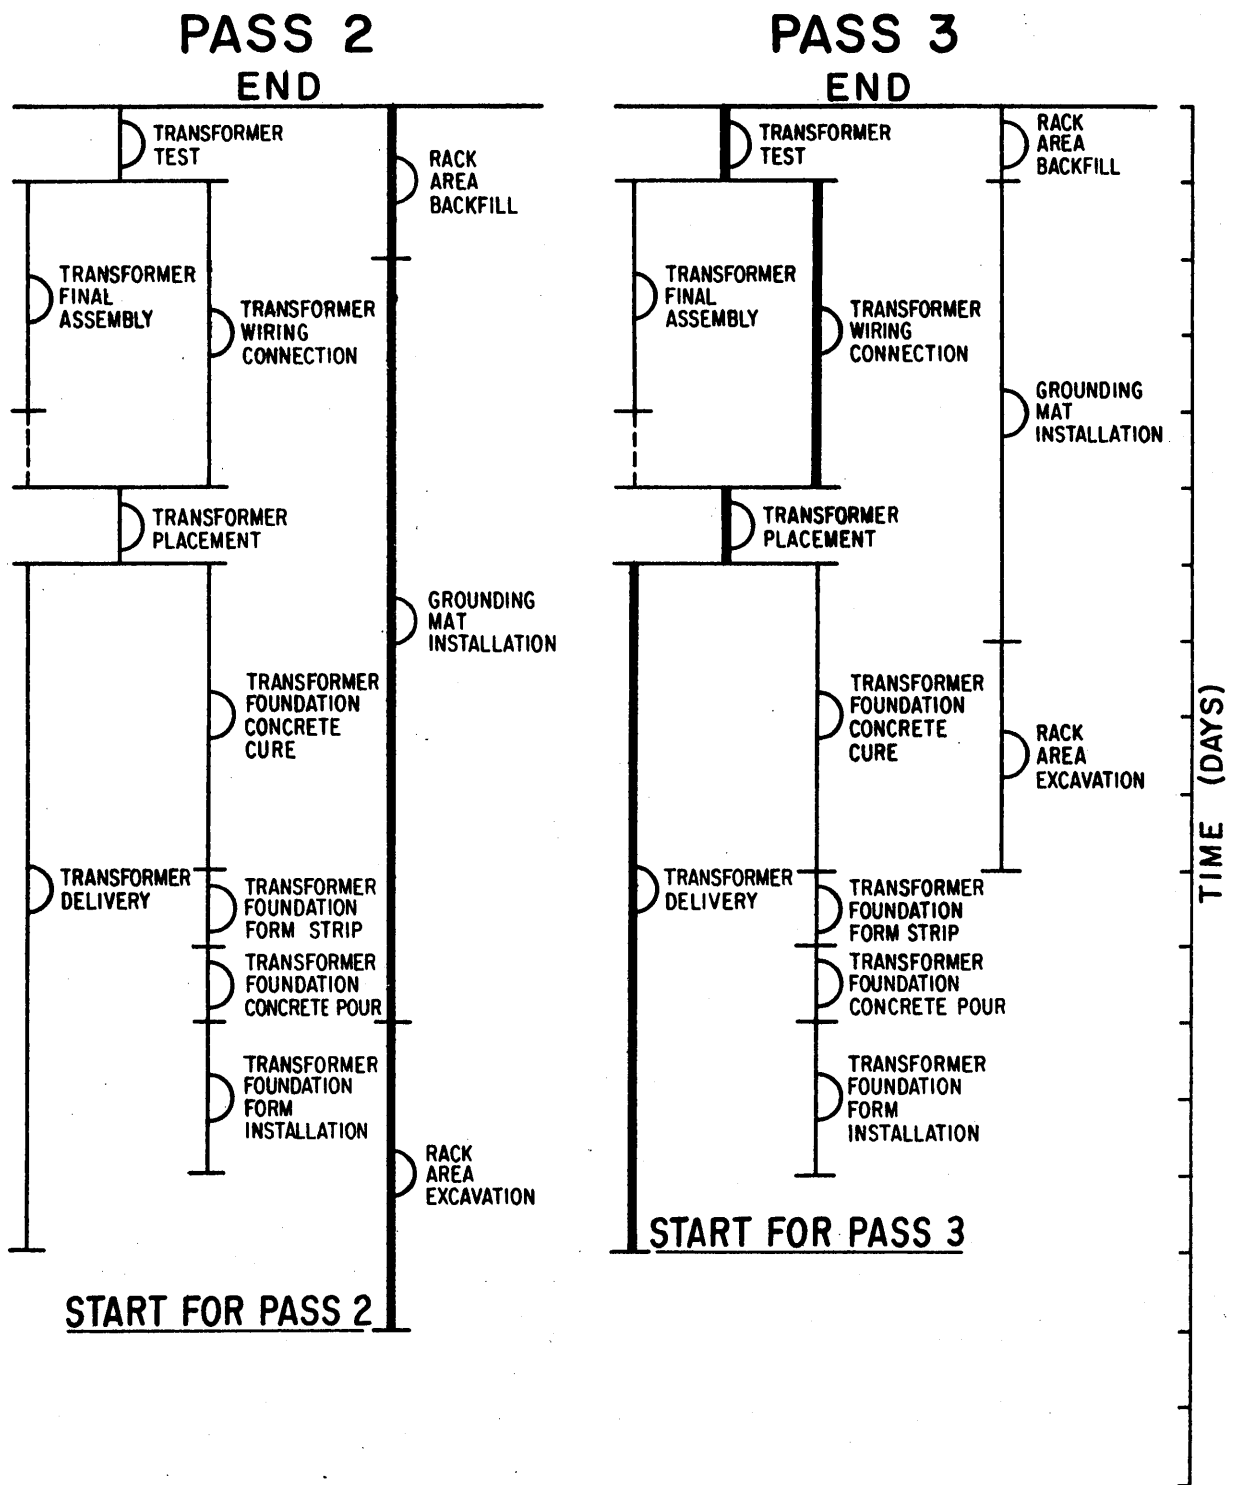 PASS 2
END
TRANSFORMER
TEST
RACK
AREA
BACKFILL
TRANSFORMER
FINAL
ASSEMBLY
TRANSFORMER
WIRING
CONNECTION
TRANSFORMER
PLACEMENT
GROUNDING
MAT
INSTALLATION
TRANSFORMER
FOUNDATION
CONCRETE
CURE
TRANSFORMER
DELIVERY
TRANSFORMER
FOUNDATION
FORM STRIP
TRANSFORMER
FOUNDATION
CONCRETE POUR
TRANSFORMER
FOUNDATION
FORM
INSTALLATION
RACK
AREA
EXCAVATION
START FOR PASS 2
PASS 3
END
TRANSFORMER
TEST
RACK
AREA
BACKFILL
TRANSFORMER
FINAL
ASSEMBLY
TRANSFORMER
WIRING
CONNECTION
GROUNDING
MAT
INSTALLATION
TRANSFORMER
PLACEMENT
TRANSFORMER
FOUNDATION
CONCRETE
CURE
RACK
AREA
EXCAVATION
TRANSFORMER
DELIVERY
TRANSFORMER
FOUNDATION
FORM STRIP
TRANSFORMER
FOUNDATION
CONCRETE POUR
TRANSFORMER
FOUNDATION
FORM
INSTALLATION
START FOR PASS 3
TIME (DAYS)